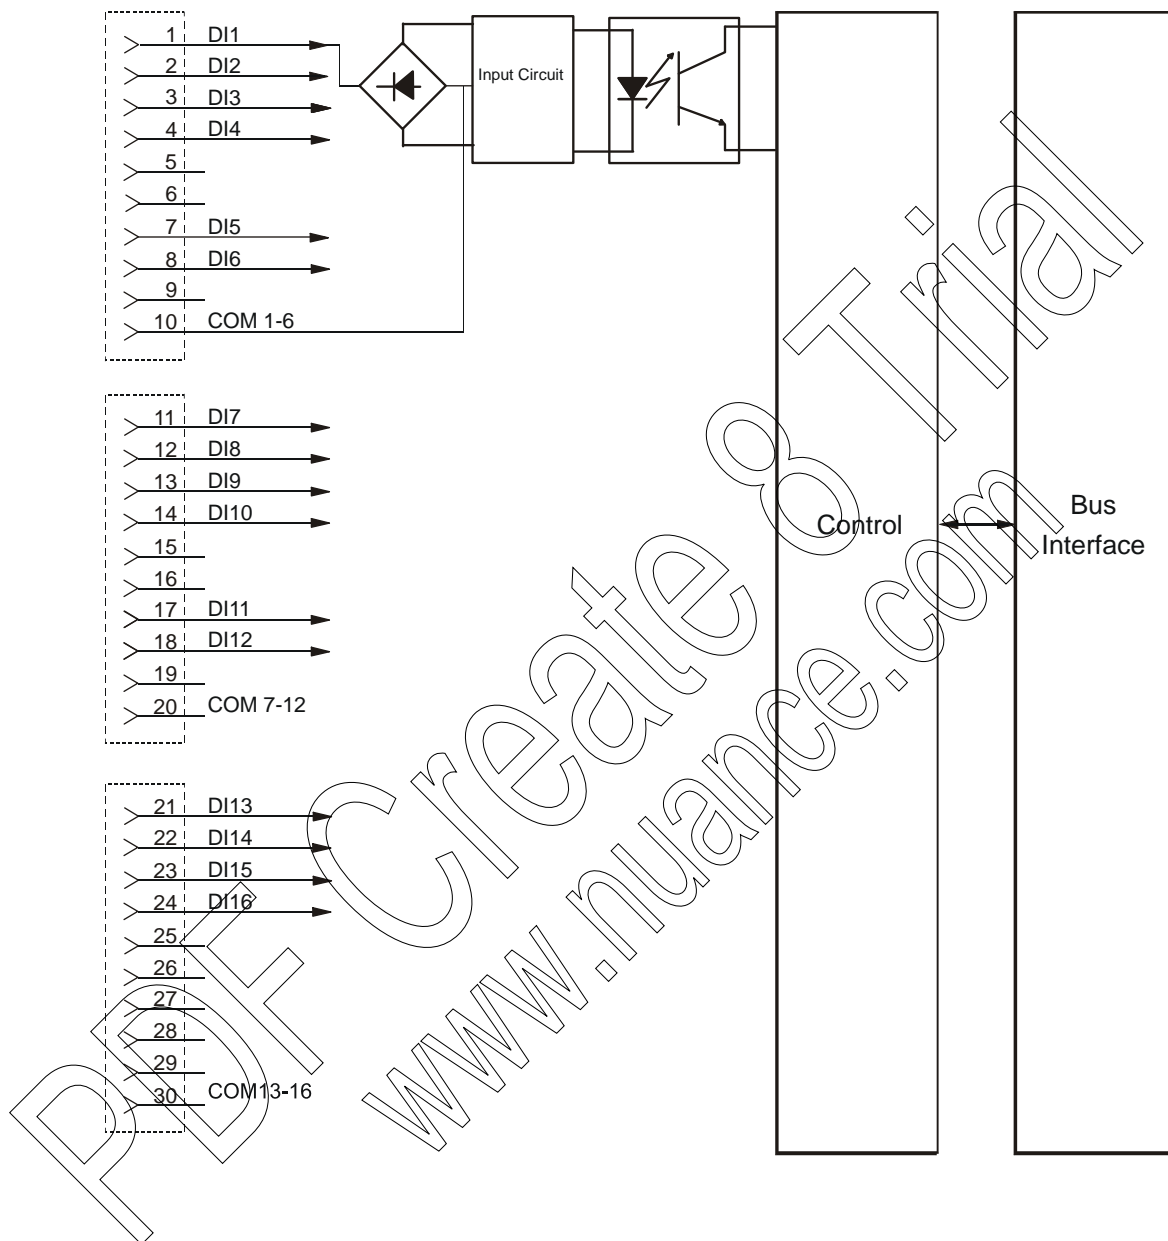 1 DI1
2 DI2
3 DI3
4 DI4
5
6
7 DI5
8 DI6
9
10 COM 1-6
Input Circuit
11 DI7
12 DI8
13 DI9
14 DI10
15
16
17 DI11
18 DI12
19
20 COM 7-12
Control
Bus
Interface
21 DI13
22 DI14
23 DI15
24 DI16
25
26
27
28
29
30 COM13-16
PDF Create 8 Trial
www.nuance.com